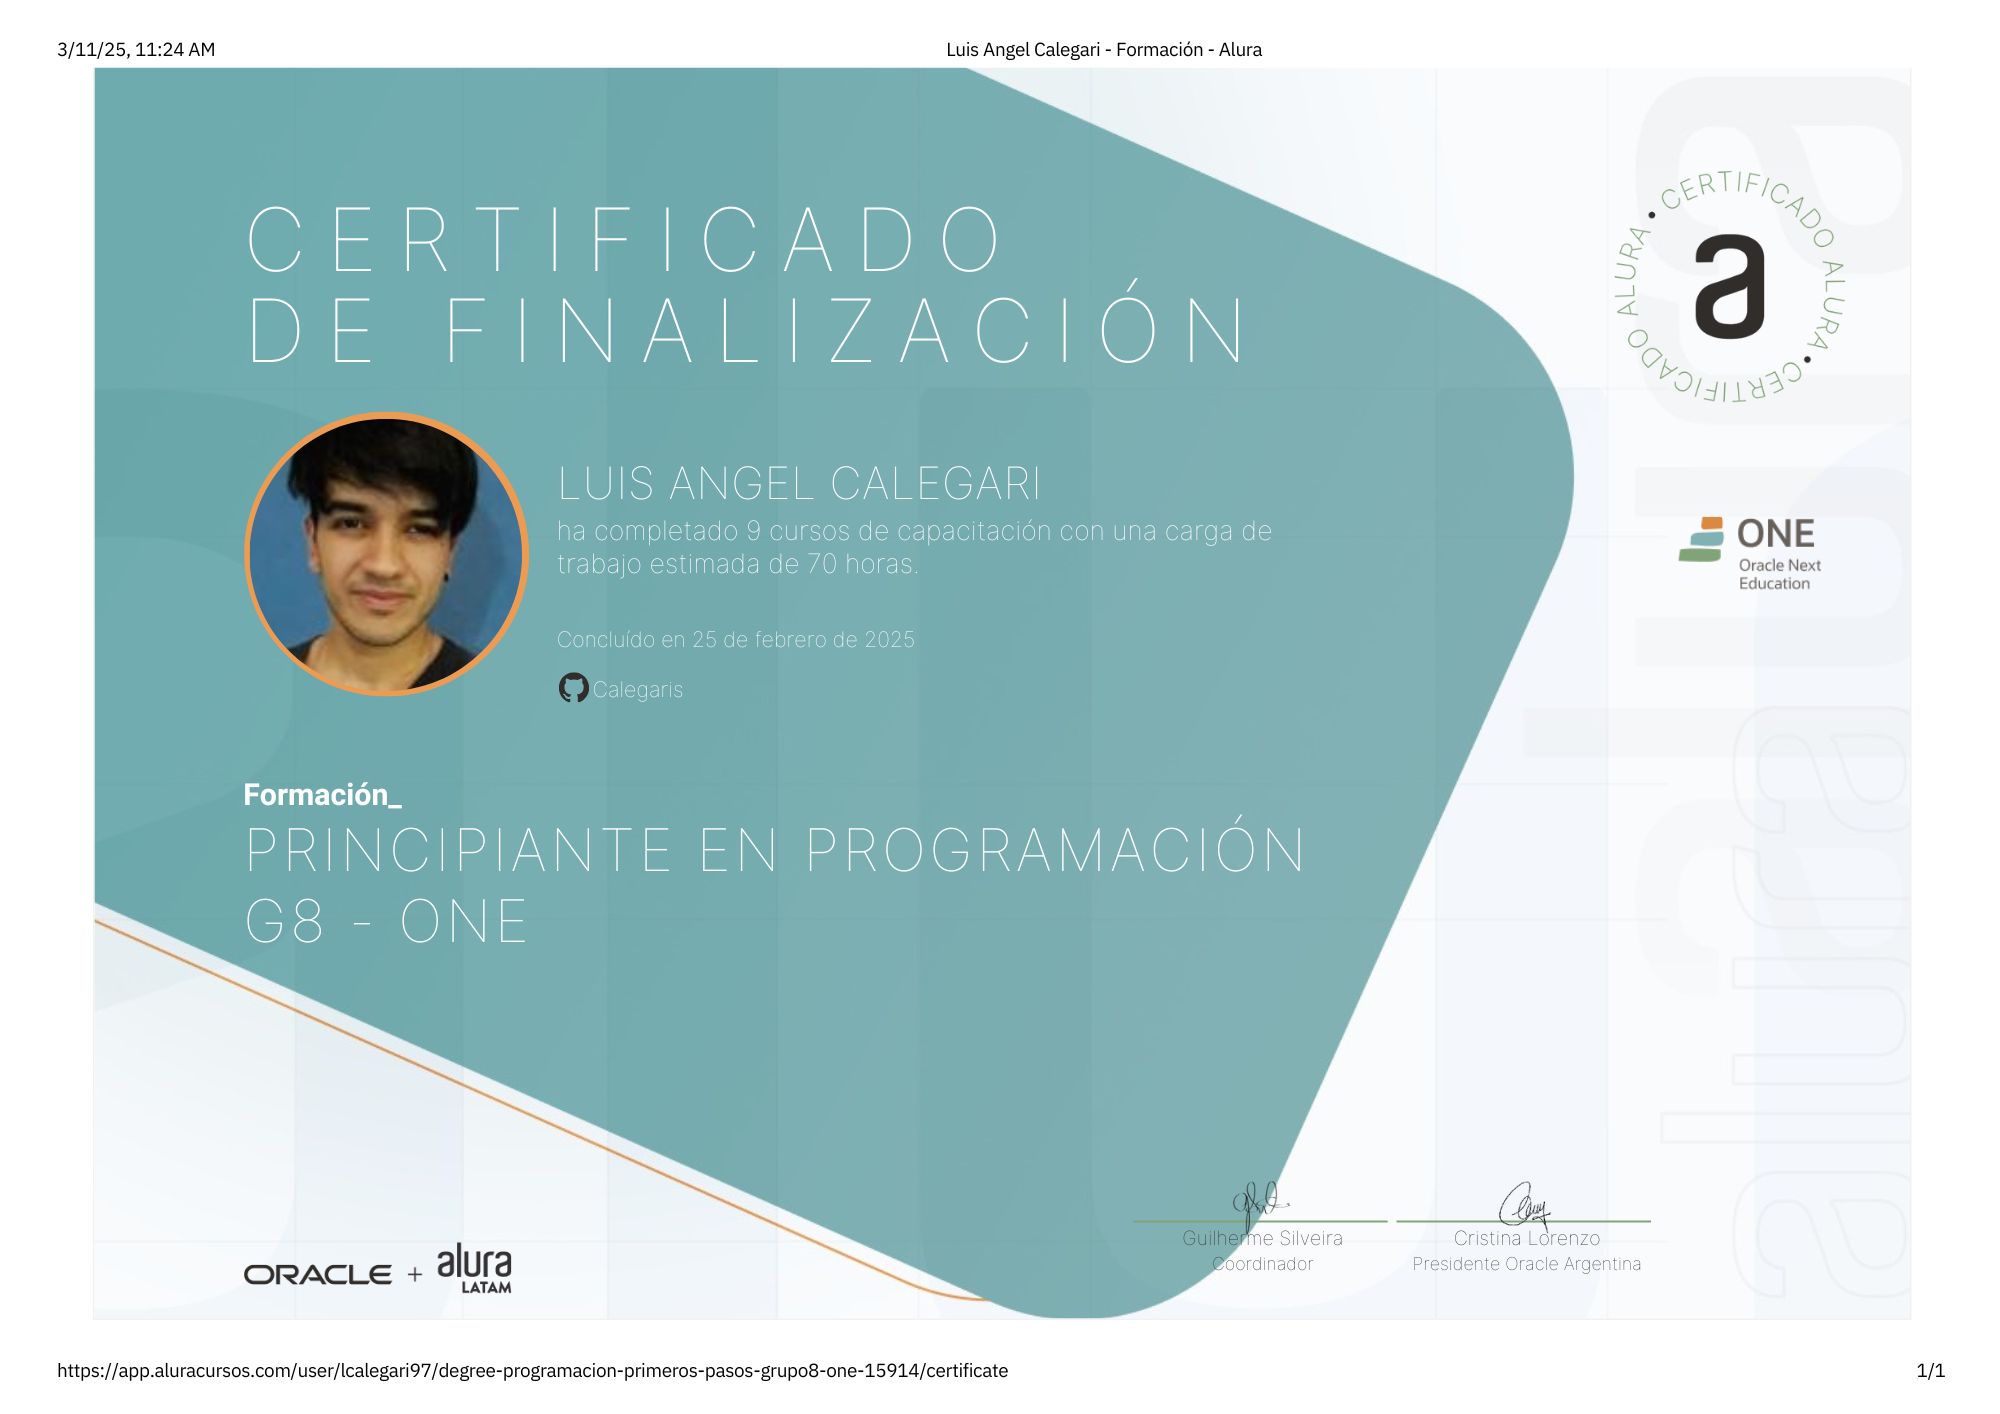 3/11/25, 11:24 AM
Luis Angel Calegari - Formación - Alura
CERTIFICADO
DE FINALIZACIÓN
CERTIFICADO ALURA • CERTIFICADO ALURA •
a
LUIS ANGEL CALEGARI
ha completado 9 cursos de capacitación con una carga de
trabajo estimada de 70 horas.
ONE
Oracle Next
Education
Concluído en 25 de febrero de 2025
Calegaris
Formación_
PRINCIPIANTE EN PROGRAMACIÓN
G8 - ONE
alura
alura
Guilherme Silveira
Coordinador
Cristina Lorenzo
Presidente Oracle Argentina
ORACLE + alura
LATAM
https://app.aluracursos.com/user/lcalegari97/degree-programacion-primeros-pasos-grupo8-one-15914/certificate
1/1